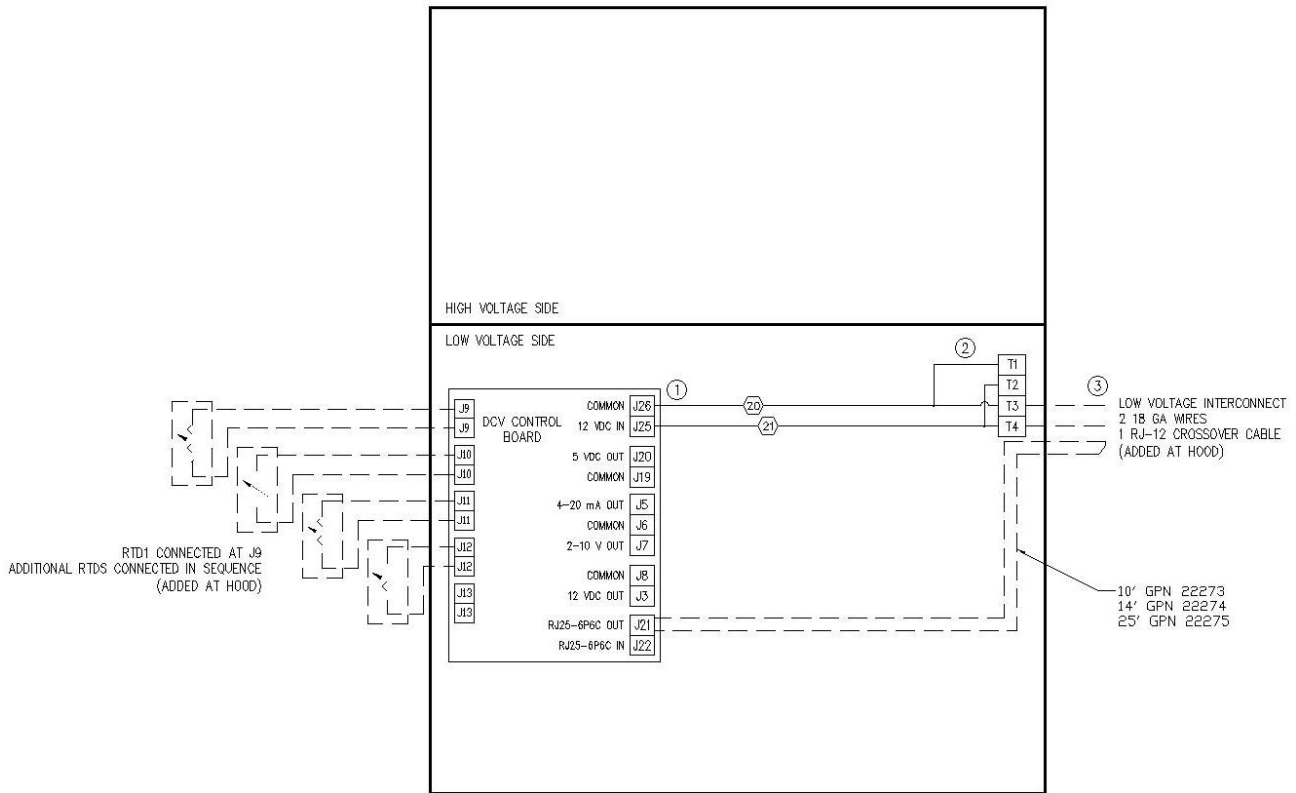 HIGH VOLTAGE SIDE
LOW VOLTAGE SIDE
DCV CONTROL
BOARD
J9
J9
J10
J10
J11
J11
J12
J12
J13
J13
COMMON J26
12 VDC IN J25
5 VDC OUT J20
COMMON J19
4-20 mA OUT J5
COMMON J6
2-10 V OUT J7
COMMON J8
12 VDC OUT J3
RJ25-6P6C OUT J21
RJ25-6P6C IN J22
1
20
21
2
T1
T2
T3
T4
3
LOW VOLTAGE INTERCONNECT
2 18 GA WIRES
1 RJ-12 CROSSOVER CABLE
(ADDED AT HOOD)
RTD1 CONNECTED AT J9
ADDITIONAL RTDS CONNECTED IN SEQUENCE
(ADDED AT HOOD)
10' GPN 22273
14' GPN 22274
25' GPN 22275